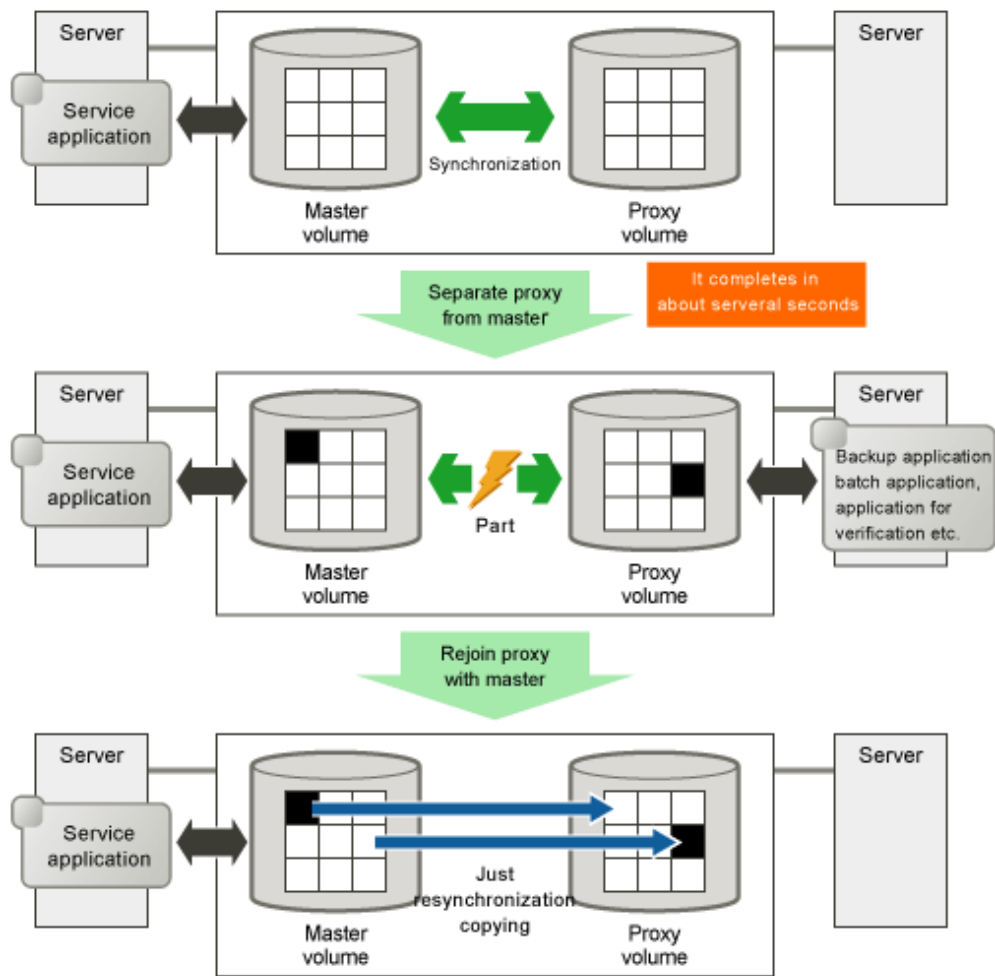 Server
Server
Service
application
Synchronization
Master
volume
Proxy
volume
Separate proxy
from master
It completes in
about serveral seconds
Server
Server
Service
application
Part
Backup application
batch application,
application for
verification etc.
Master
volume
Proxy
volume
Rejoin proxy
with master
Server
Server
Service
application
Just
resynchronization
copying
Master
volume
Proxy
volume